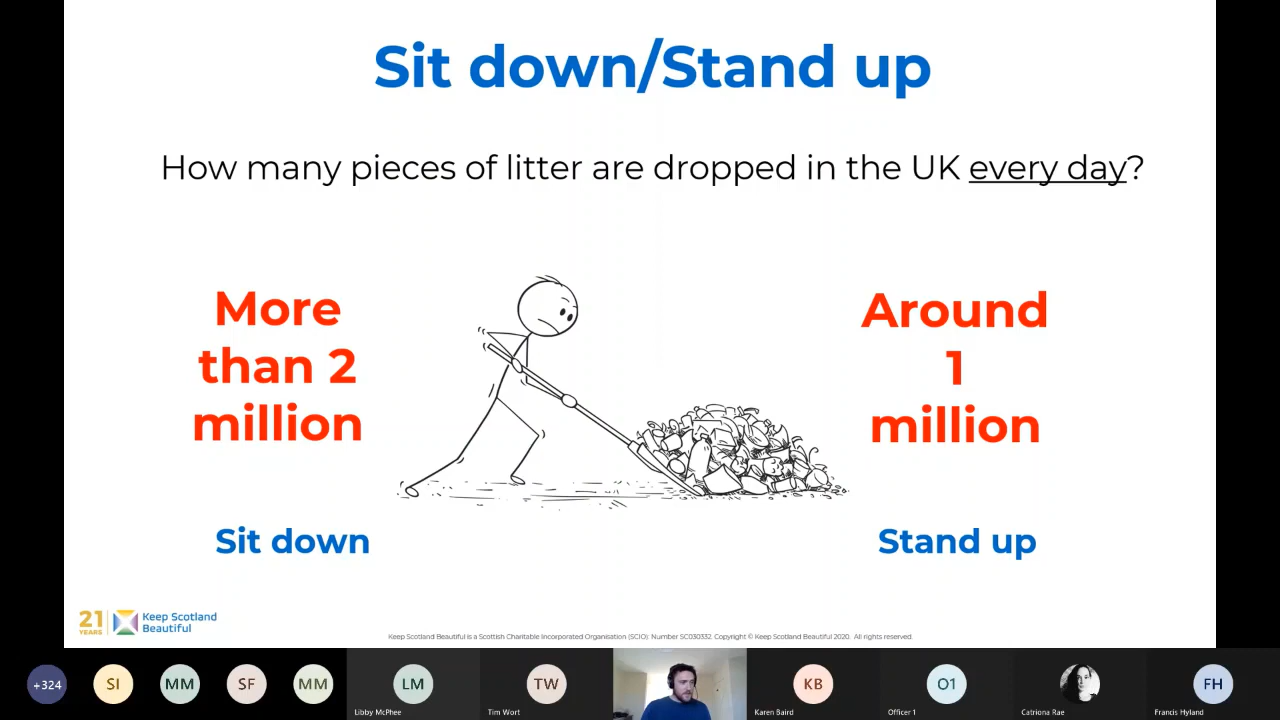 Sit down/Stand up
How many pieces of litter are dropped in the UK every day?
More
than 2
million
Around
1
million
Sit down
Stand up
21
YEARS
Keep Scotland
Beautiful
Keep Scotland Beautiful is a Scottish Charitable Incorporated Organisation (SCIO): Number SC030332. Copyright © Keep Scotland Beautiful 2020. All rights reserved.
+324
SI
MM
SF
MM
LM
Libby McPhee
TW
Tim Wort
KB
Karen Baird
O1
Officer 1
Catriona Rae
FH
Francis Hyland